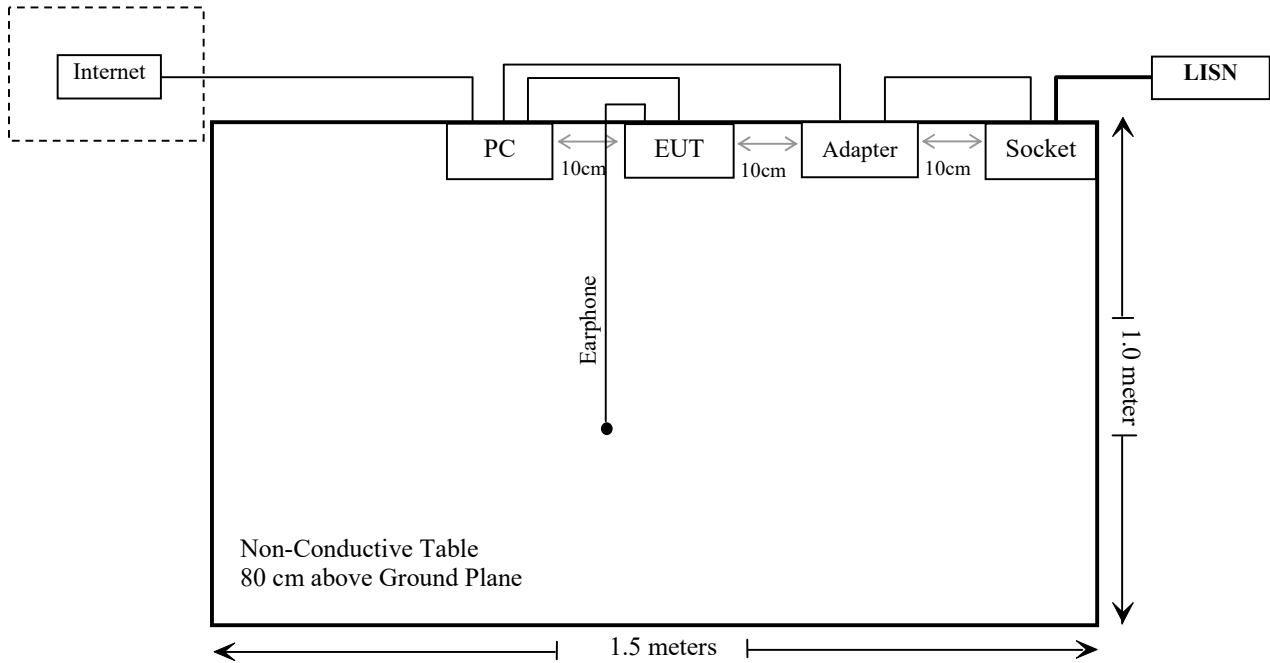 Internet
LISN
PC
EUT
Adapter
Socket
10cm
10cm
10cm
Earphone
1.0 meter
Non-Conductive Table
80 cm above Ground Plane
1.5 meters